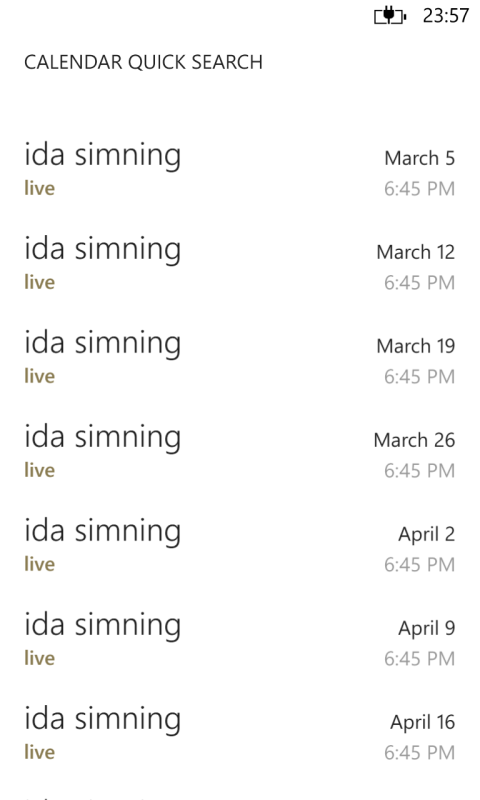 23:57
CALENDAR QUICK SEARCH
ida simning
March 5
live
6:45 PM
ida simning
March 12
live
6:45 PM
ida simning
March 19
live
6:45 PM
ida simning
March 26
live
6:45 PM
ida simning
April 2
live
6:45 PM
ida simning
April 9
live
6:45 PM
ida simning
April 16
live
6:45 PM